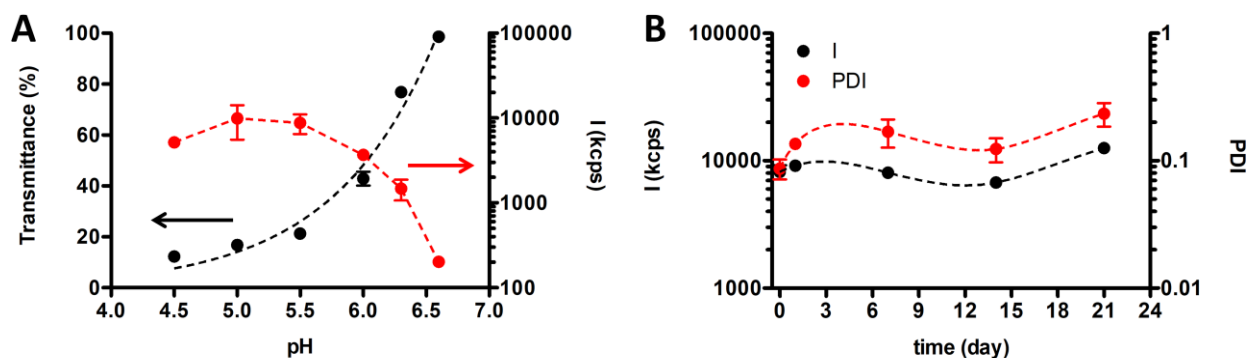 A
Transmittance (%)
100
80
60
40
20
0
4.0 4.5 5.0 5.5 6.0 6.5 7.0
pH
100000
10000
1000
100
I (kcps)
B
I (kcps)
100000
10000
1000
I
PDI
0 3 6 9 12 15 18 21 24
time (day)
1
0.1
0.01
PDI